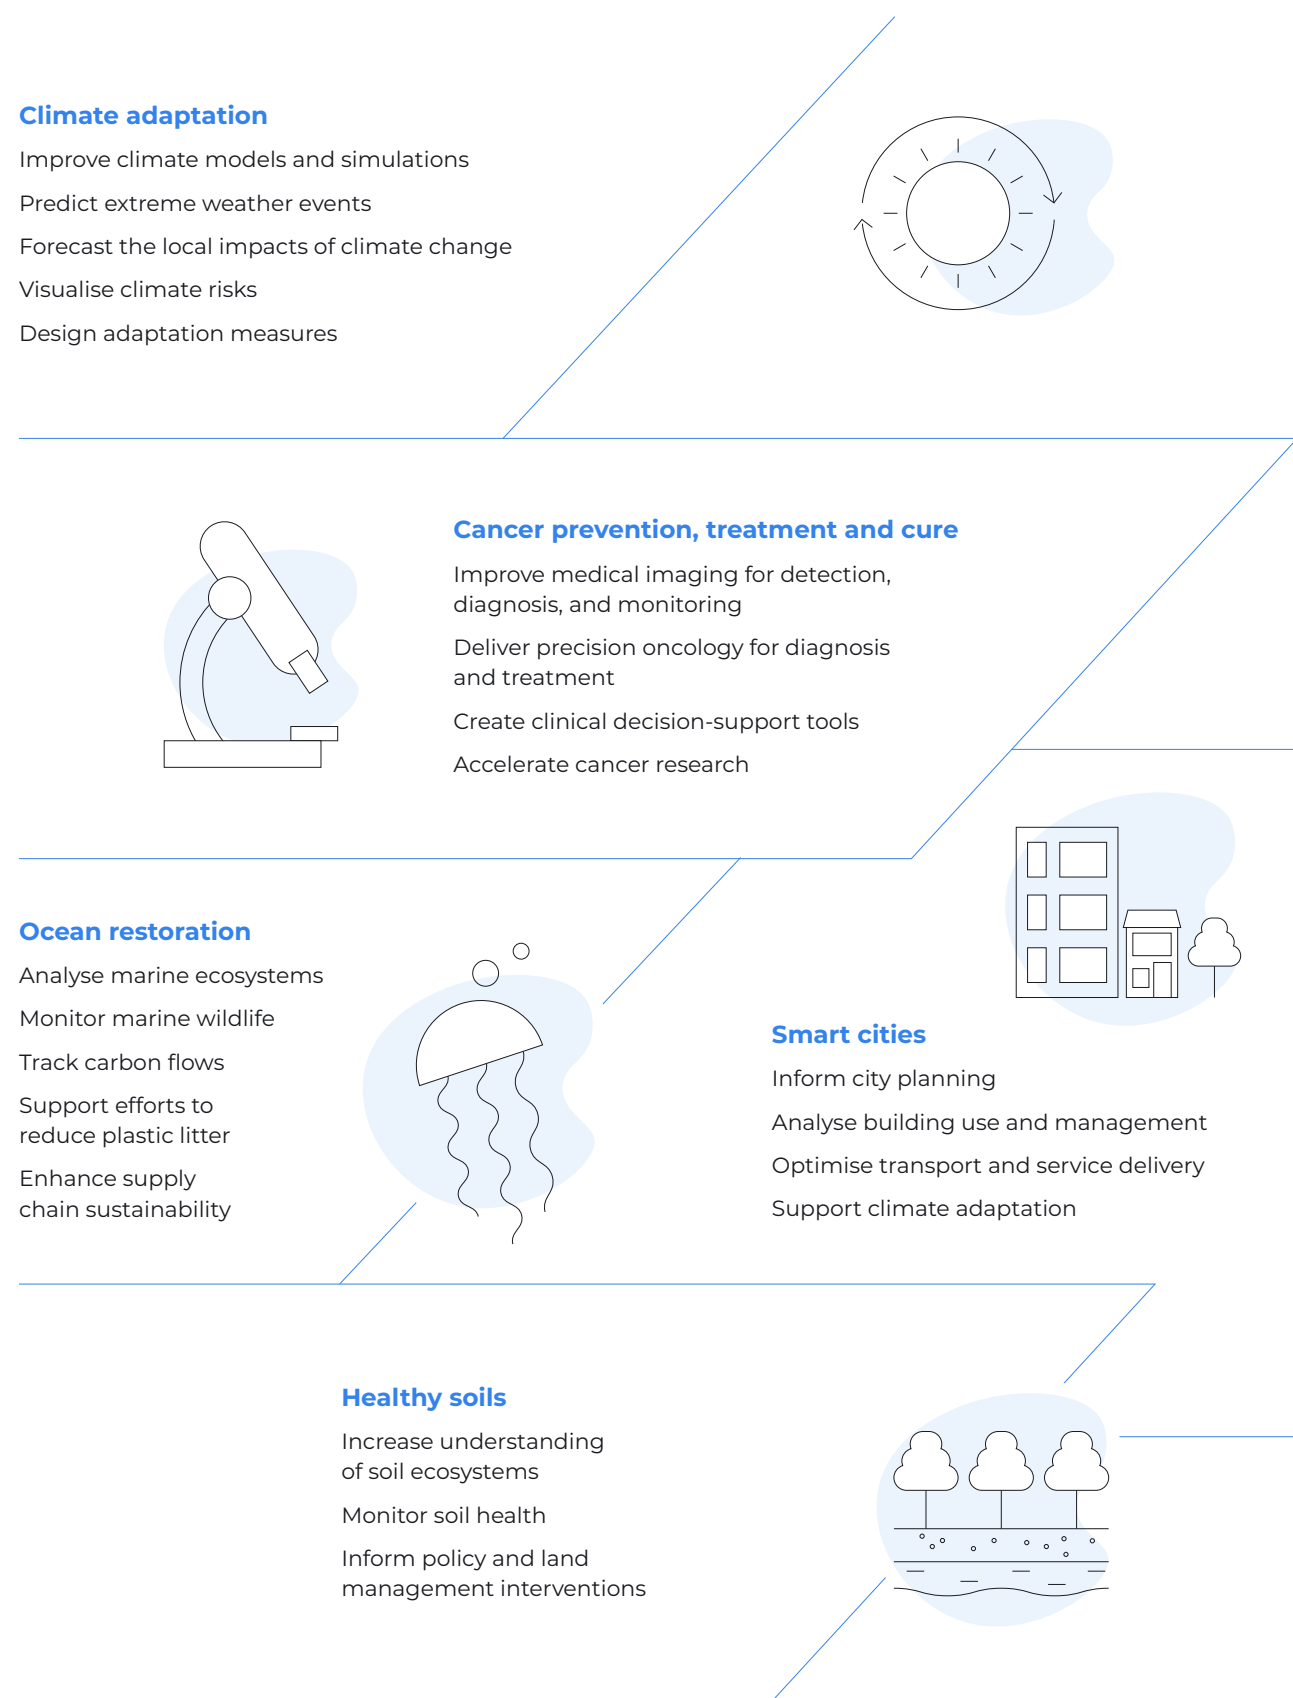 Climate adaptation
Improve climate models and simulations
Predict extreme weather events
Forecast the local impacts of climate change
Visualise climate risks
Design adaptation measures
Cancer prevention, treatment and cure
Improve medical imaging for detection,
diagnosis, and monitoring
Deliver precision oncology for diagnosis
and treatment
Create clinical decision-support tools
Accelerate cancer research
Ocean restoration
Analyse marine ecosystems
Monitor marine wildlife
Track carbon flows
Support efforts to
reduce plastic litter
Enhance supply
chain sustainability
Smart cities
Inform city planning
Analyse building use and management
Optimise transport and service delivery
Support climate adaptation
Healthy soils
Increase understanding
of soil ecosystems
Monitor soil health
Inform policy and land
management interventions